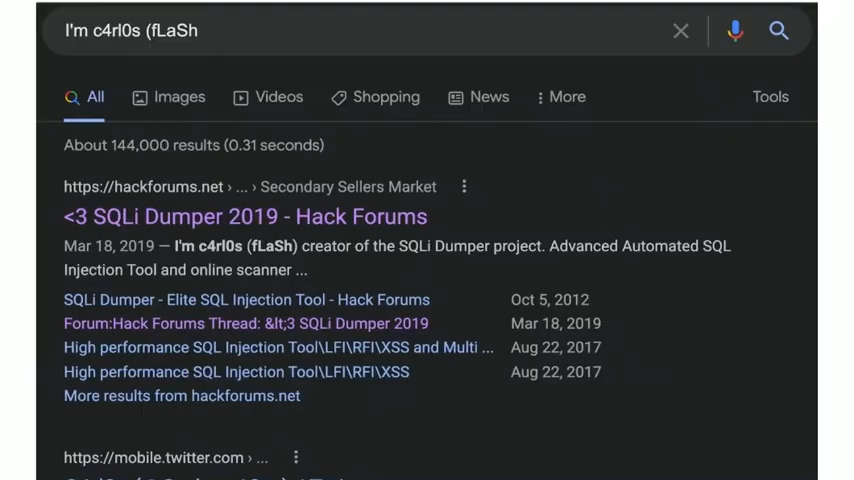 I'm c4rl0s (fLaSh
All Images Videos Shopping News More Tools
About 144,000 results (0.31 seconds)
https://hackforums.net › ... › Secondary Sellers Market
<3 SQLi Dumper 2019 - Hack Forums
Mar 18, 2019 — I'm c4rl0s (fLaSh) creator of the SQLi Dumper project. Advanced Automated SQL
Injection Tool and online scanner ...
SQLi Dumper - Elite SQL Injection Tool - Hack Forums Oct 5, 2012
Forum:Hack Forums Thread: &lt;3 SQLi Dumper 2019 Mar 18, 2019
High performance SQL Injection Tool\LFI\RFI\XSS and Multi ... Aug 22, 2017
High performance SQL Injection Tool\LFI\RFI\XSS Aug 22, 2017
More results from hackforums.net
https://mobile.twitter.com › ...